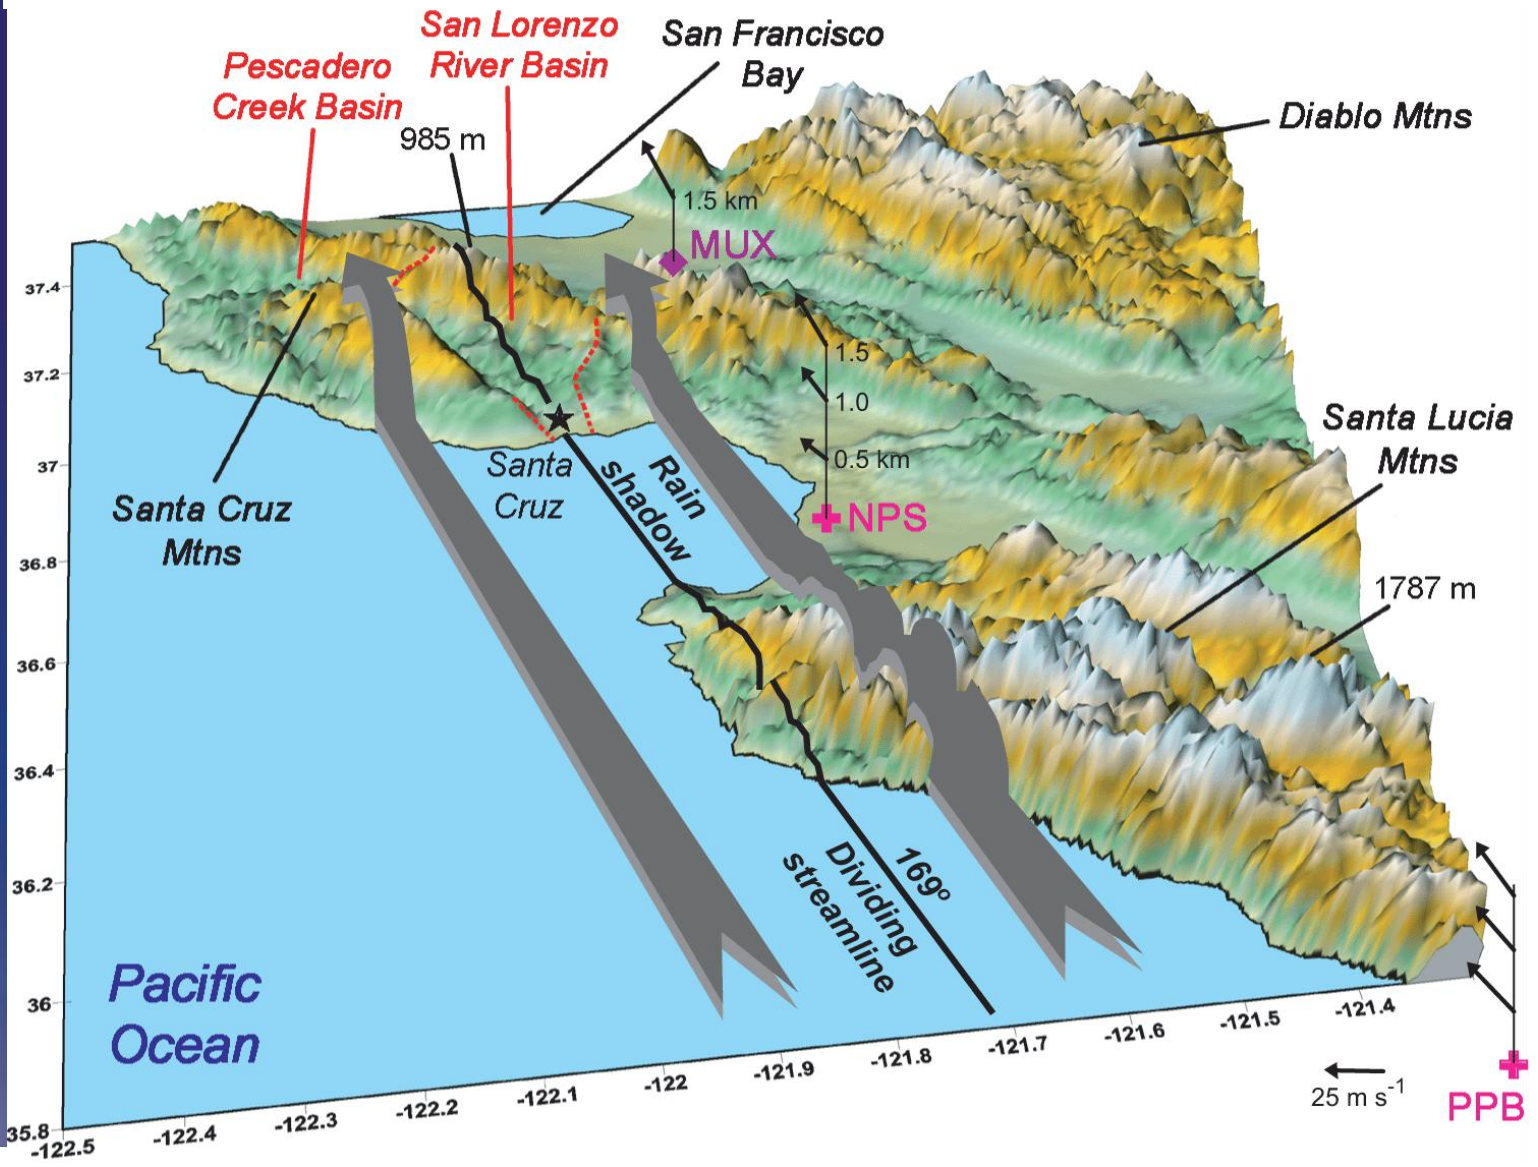 San Lorenzo
River Basin
San Francisco
Bay
Pescadero
Creek Basin
985 m
Diablo Mtns
1.5 km
MUX
37.4
1.5
37.2
1.0
Santa Lucia
Mtns
0.5 km
37
Santa
Cruz
Rain
shadow
Santa Cruz
Mtns
NPS
36.8
1787 m
36.6
36.4
169º
Dividing
streamline
36.2
Pacific
Ocean
36
35.8
-122.5
-122.4
-122.3
-122.2
-122.1
-122
-121.9
-121.8
-121.7
-121.6
-121.5
-121.4
25 m s-1
PPB